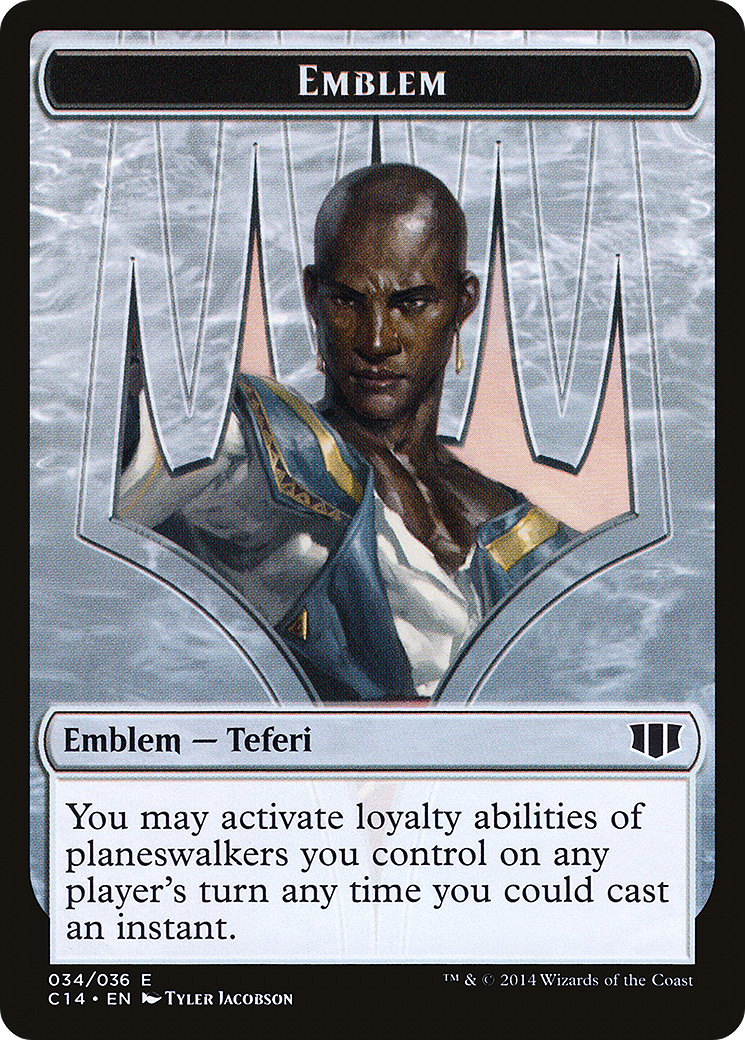 EMBLEM
Emblem — Teferi
You may activate loyalty abilities of
planeswalkers you control on any
player's turn any time you could cast
an instant.
034/036 E
C14 • EN TYLER JACOBSON
™ & © 2014 Wizards of the Coast